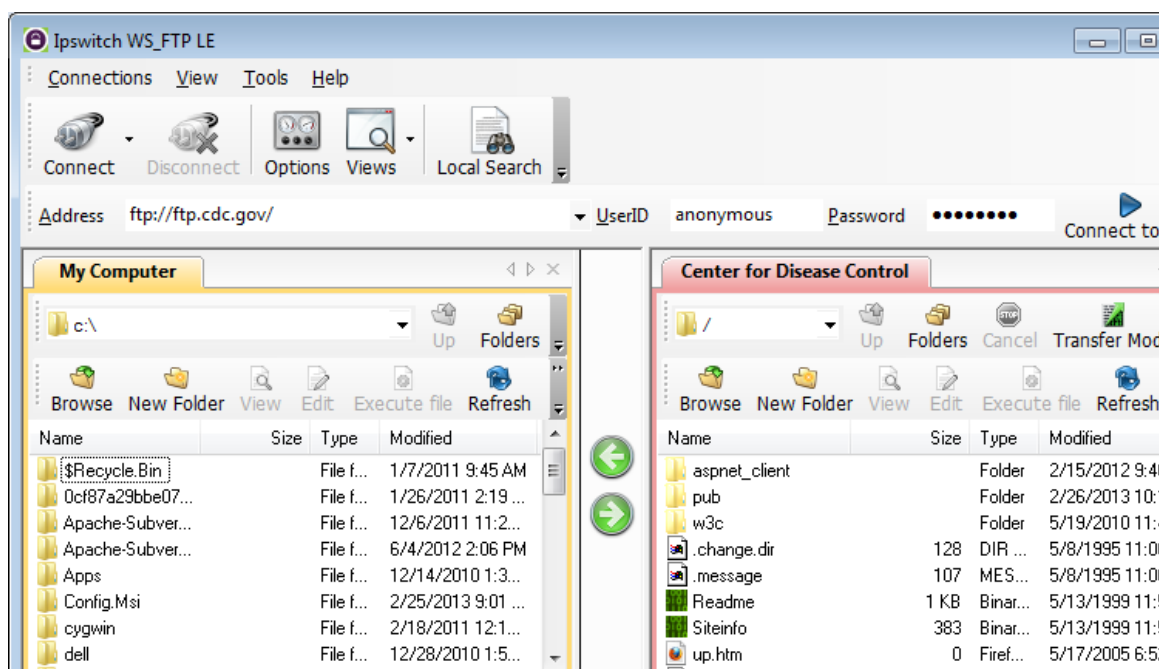 Ipswitch WS_FTP LE
Connections View Tools Help
Connect Disconnect Options Views Local Search
Address ftp://ftp.cdc.gov/ UserID anonymous Password ●●●●●●●● Connect to
My Computer
c:\ Up Folders
Browse New Folder View Edit Execute file Refresh
Name Size Type Modified
$Recycle.Bin File f... 1/7/2011 9:45 AM
0cf87a29bbe07... File f... 1/26/2011 2:19 ...
Apache-Subver... File f... 12/6/2011 11:2...
Apache-Subver... File f... 6/4/2012 2:06 PM
Apps File f... 12/14/2010 1:3...
Config.Msi File f... 2/25/2013 9:01 ...
cygwin File f... 2/18/2011 12:1...
dell File f... 12/28/2010 1:5...
Center for Disease Control
/ Up Folders STOP Cancel Transfer Mod
Browse New Folder View Edit Execute file Refresh
Name Size Type Modified
aspnet_client Folder 2/15/2012 9:4
pub Folder 2/26/2013 10:
w3c Folder 5/19/2010 11:
.change.dir 128 DIR ... 5/8/1995 11:0
.message 107 MES... 5/8/1995 11:0
Readme 1 KB Binar... 5/13/1999 11:
Siteinfo 383 Binar... 5/13/1999 11:
up.htm 0 Firef... 5/17/2005 6:5